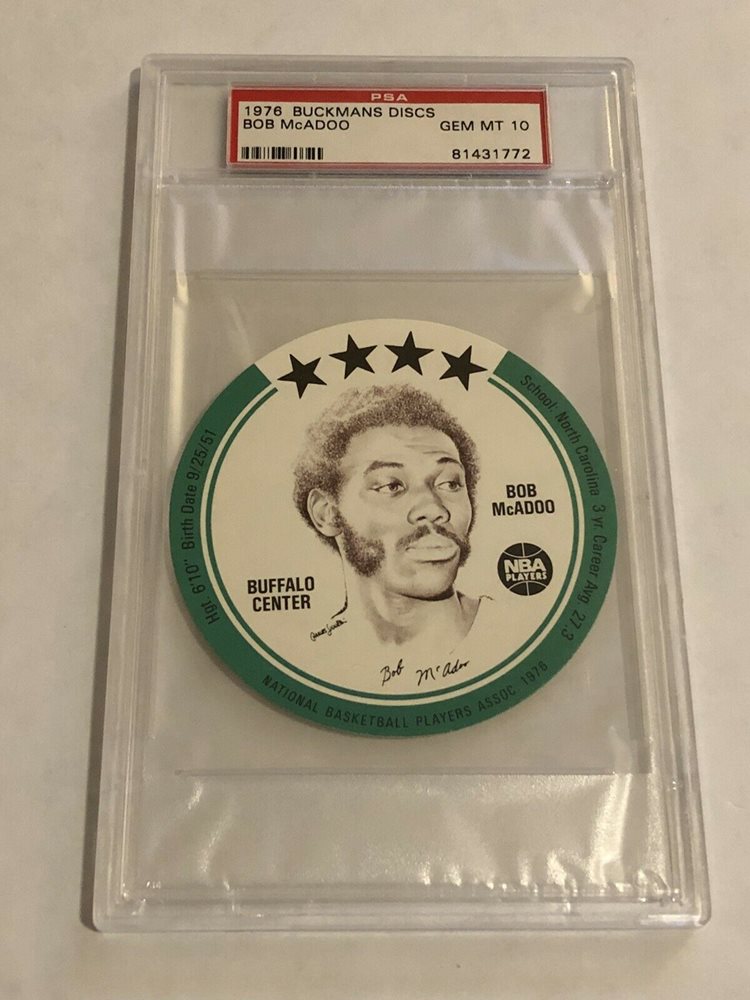 PSA
1976 BUCKMANS DISCS
BOB McADOO GEM MT 10
81431772
Hgt. 6'10" Birth Date 9/25/51
School: North Carolina 3 yr. Career Avg. 27.3
BOB
McADOO
NBA
PLAYERS
BUFFALO
CENTER
Bob McAdoo
NATIONAL BASKETBALL PLAYERS ASSOC 1976